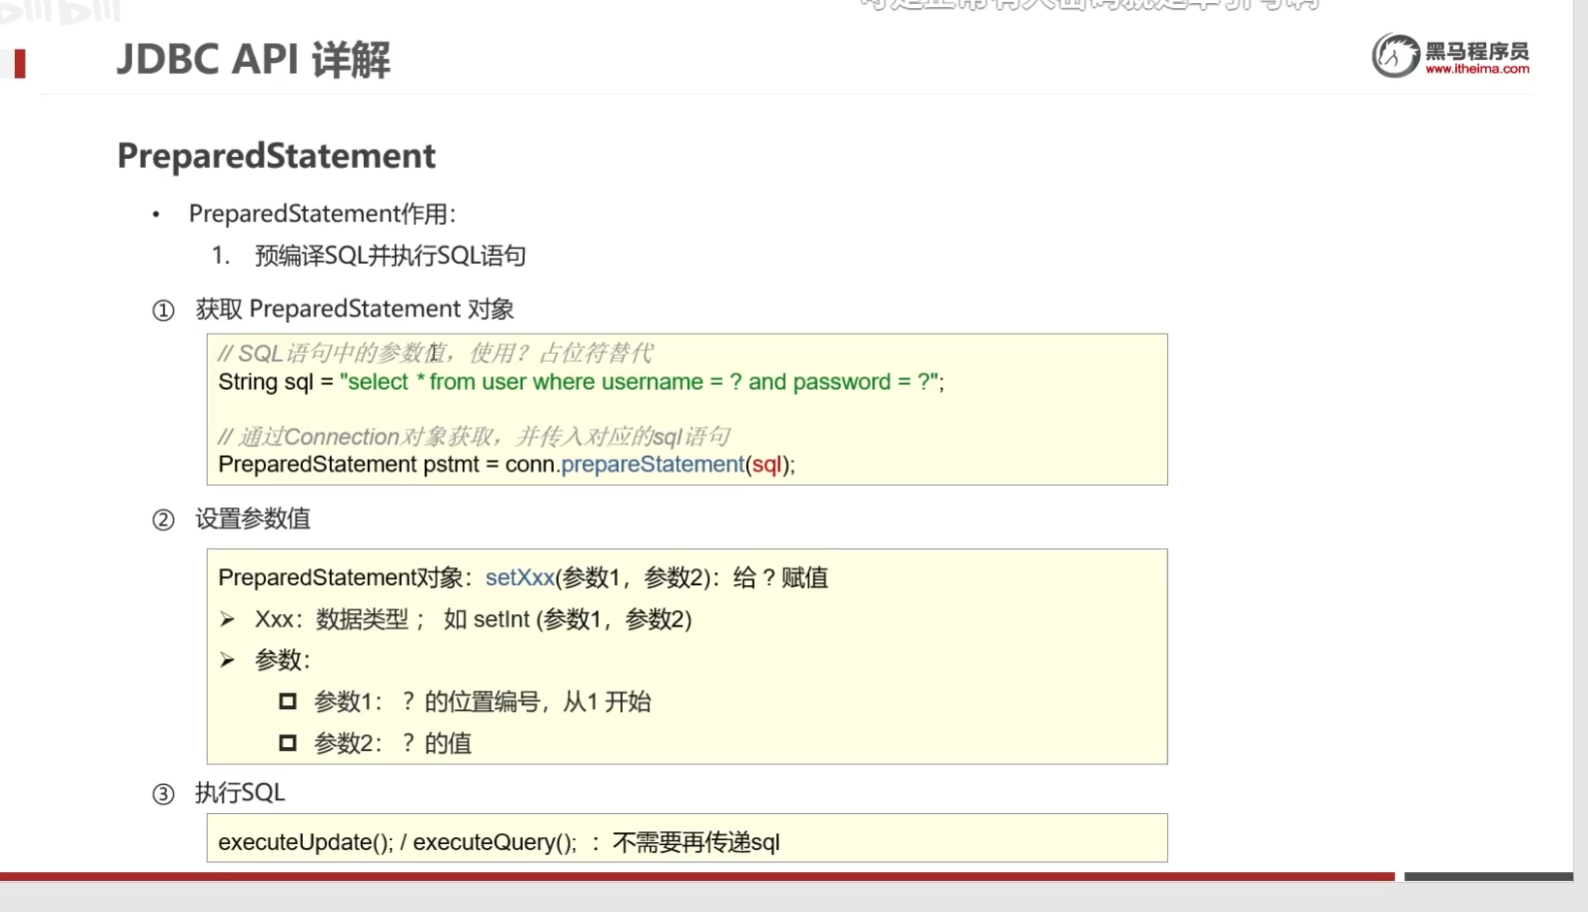 JDBC API 详解
黑马程序员
www.itheima.com
PreparedStatement
• PreparedStatement作用：
1. 预编译SQL并执行SQL语句
① 获取 PreparedStatement 对象
// SQL语句中的参数值，使用？占位符替代
String sql = "select * from user where username = ? and password = ?";
// 通过Connection对象获取，并传入对应的sql语句
PreparedStatement pstmt = conn.prepareStatement(sql);
② 设置参数值
PreparedStatement对象：setXxx(参数1，参数2)：给 ? 赋值
➢ Xxx：数据类型 ； 如 setInt (参数1，参数2)
➢ 参数：
参数1： ？的位置编号，从1 开始
参数2： ？的值
③ 执行SQL
executeUpdate(); / executeQuery(); ：不需要再传递sql